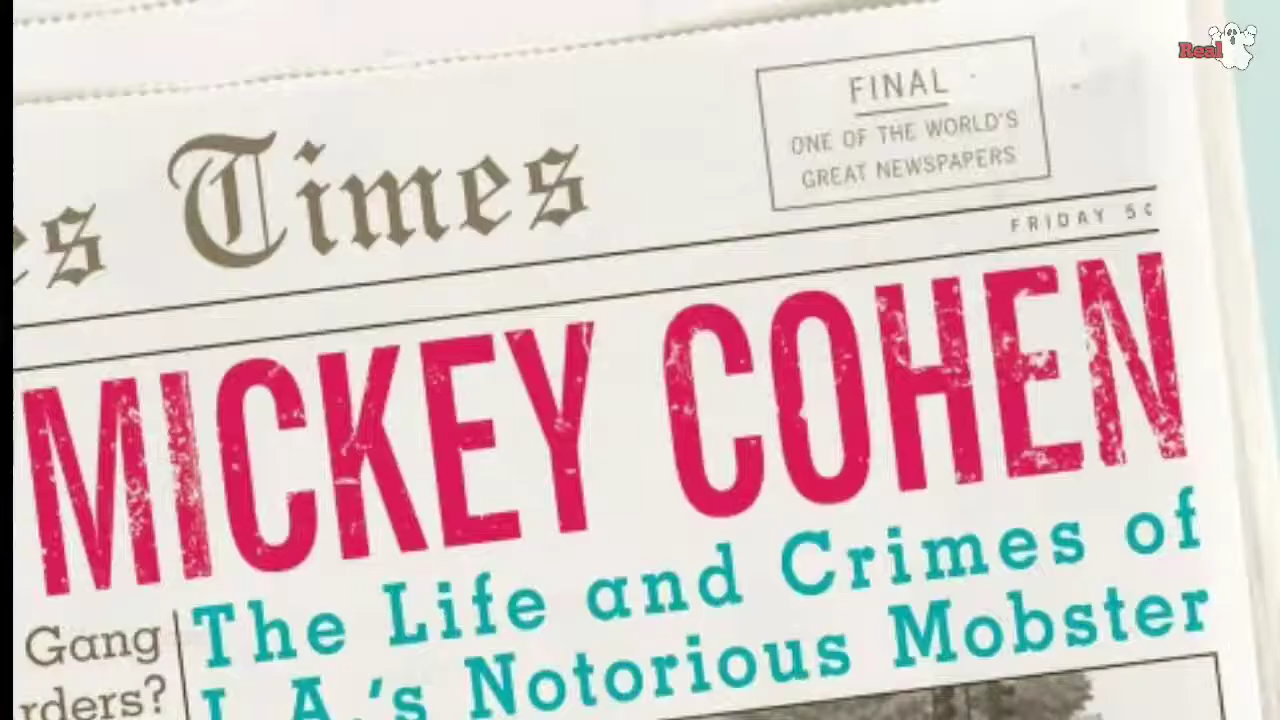 Real
FINAL
ONE OF THE WORLD'S
GREAT NEWSPAPERS
es Times
FRIDAY 5¢
MICKEY COHEN
Gang
rders?
The Life and Crimes of
L.A.'s Notorious Mobster